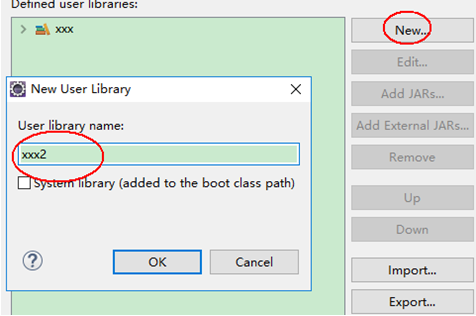 Defined user libraries:
xxx
New...
Edit...
Add JARs...
Add External JARs...
Remove
Up
Down
Import...
Export...
New User Library
User library name:
xxx2
System library (added to the boot class path)
?
OK
Cancel